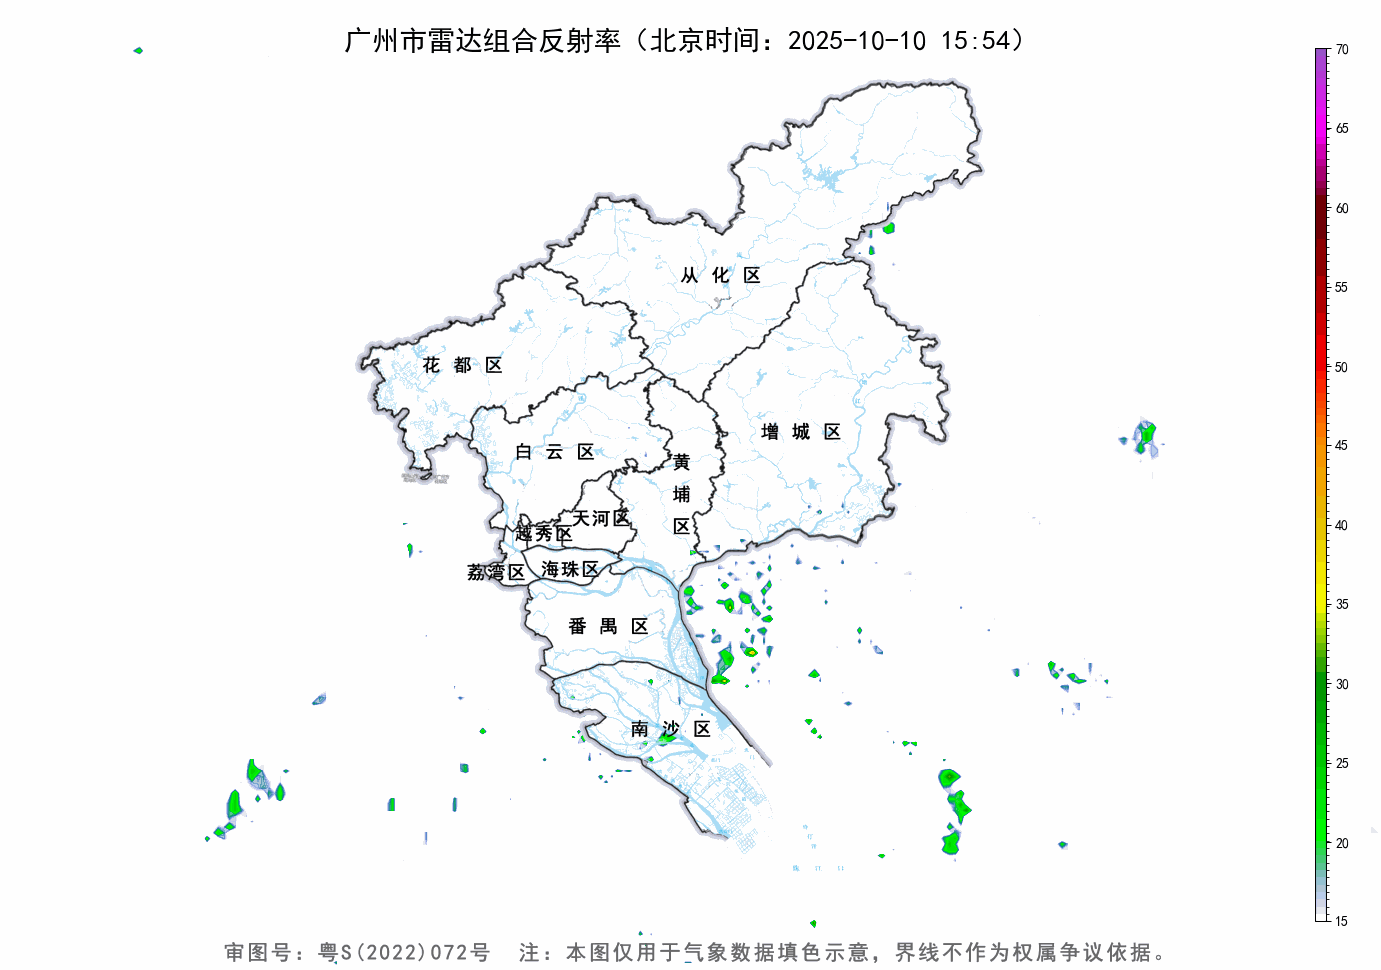 广州市雷达组合反射率（北京时间：2025-10-10 15:54）
70
65
60
55
50
45
40
35
30
25
20
15
从化区
花都区
增城区
白云区
黄埔区
天河区
越秀区
荔湾区
海珠区
番禺区
南沙区
审图号：粤S(2022)072号 注：本图仅用于气象数据填色示意，界线不作为权属争议依据。